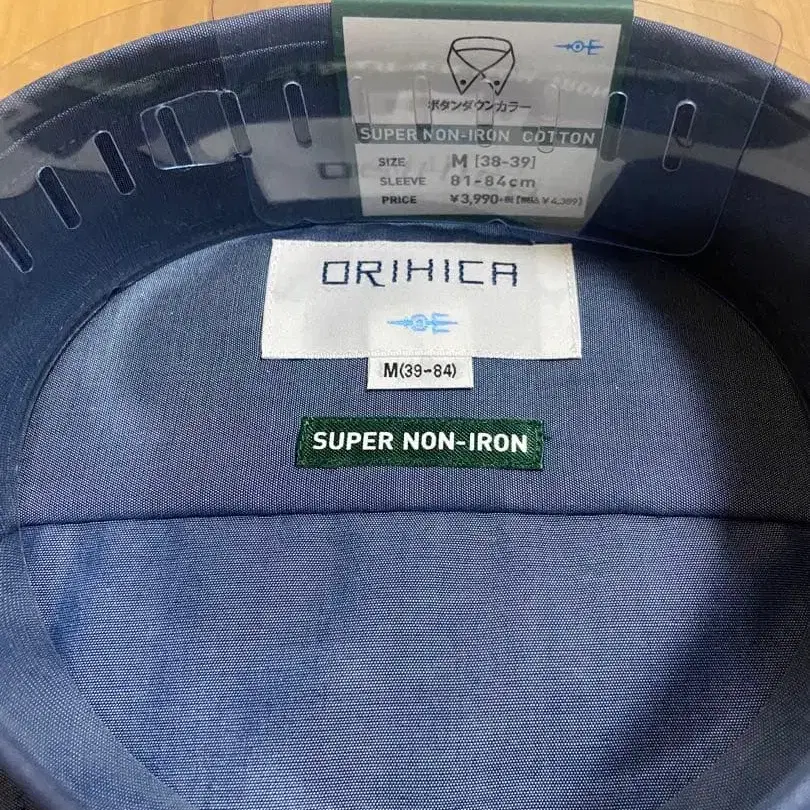 ボタンダウンカラー
SUPER NON-IRON COTTON
SIZE M [38-39]
SLEEVE 81-84cm
PRICE ¥3,990+税 [税込¥4,389]
ORIHICA
M(39-84)
SUPER NON-IRON